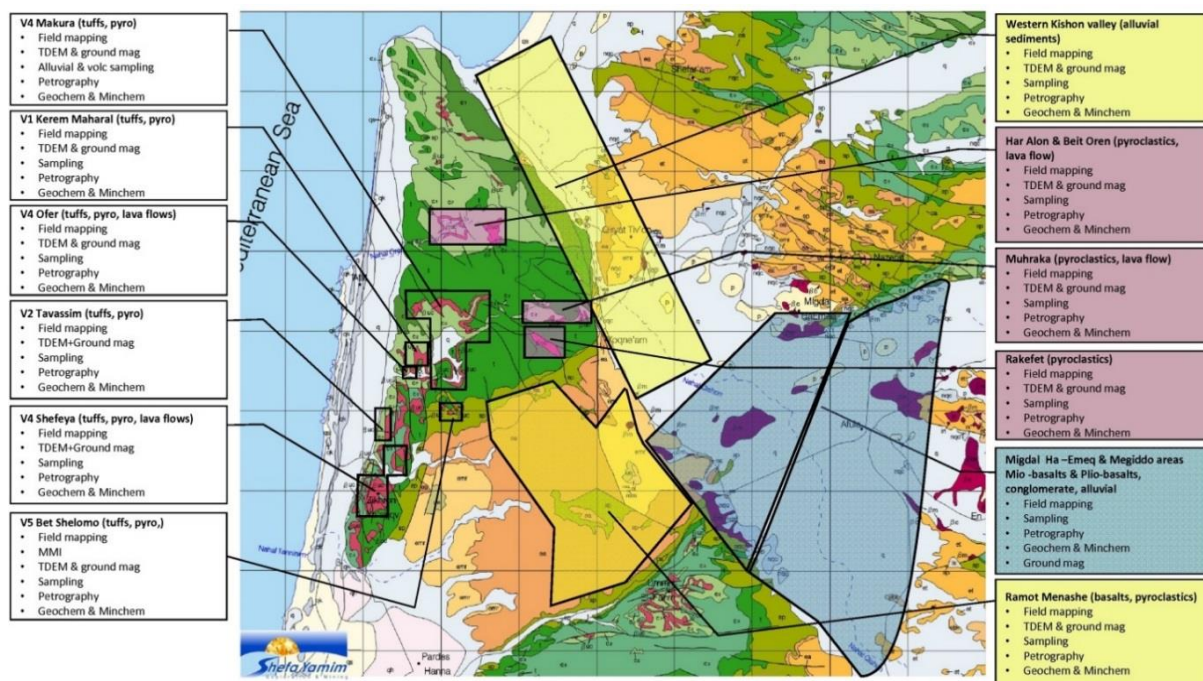 V4 Makura (tuffs, pyro)
• Field mapping
• TDEM & ground mag
• Alluvial & volc sampling
• Petrography
• Geochem & Minchem
V1 Kerem Maharal (tuffs, pyro)
• Field mapping
• TDEM & ground mag
• Sampling
• Petrography
• Geochem & Minchem
V4 Ofer (tuffs, pyro, lava flows)
• Field mapping
• TDEM & ground mag
• Sampling
• Petrography
• Geochem & Minchem
V2 Tavassim (tuffs, pyro)
• Field mapping
• TDEM+Ground mag
• Sampling
• Petrography
• Geochem & Minchem
V4 Shefeya (tuffs, pyro, lava flows)
• Field mapping
• TDEM+Ground mag
• Sampling
• Petrography
• Geochem & Minchem
V5 Bet Shelomo (tuffs, pyro,)
• Field mapping
• MMI
• TDEM & ground mag
• Sampling
• Petrography
• Geochem & Minchem
diterranean Sea
Pardes
Hanna
Shefa Yamim
Western Kishon valley (alluvial
sediments)
• Field mapping
• TDEM & ground mag
• Sampling
• Petrography
• Geochem & Minchem
Har Alon & Beit Oren (pyroclastics,
lava flow)
• Field mapping
• TDEM & ground mag
• Sampling
• Petrography
• Geochem & Minchem
Muhraka (pyroclastics, lava flow)
• Field mapping
• TDEM & ground mag
• Sampling
• Petrography
• Geochem & Minchem
Rakefet (pyroclastics)
• Field mapping
• TDEM & ground mag
• Sampling
• Petrography
• Geochem & Minchem
Migdal Ha –Emeq & Megiddo areas
Mio -basalts & Plio-basalts,
conglomerate, alluvial
• Field mapping
• Sampling
• Petrography
• Geochem & Minchem
• Ground mag
Ramot Menashe (basalts, pyroclastics)
• Field mapping
• TDEM & ground mag
• Sampling
• Petrography
• Geochem & Minchem